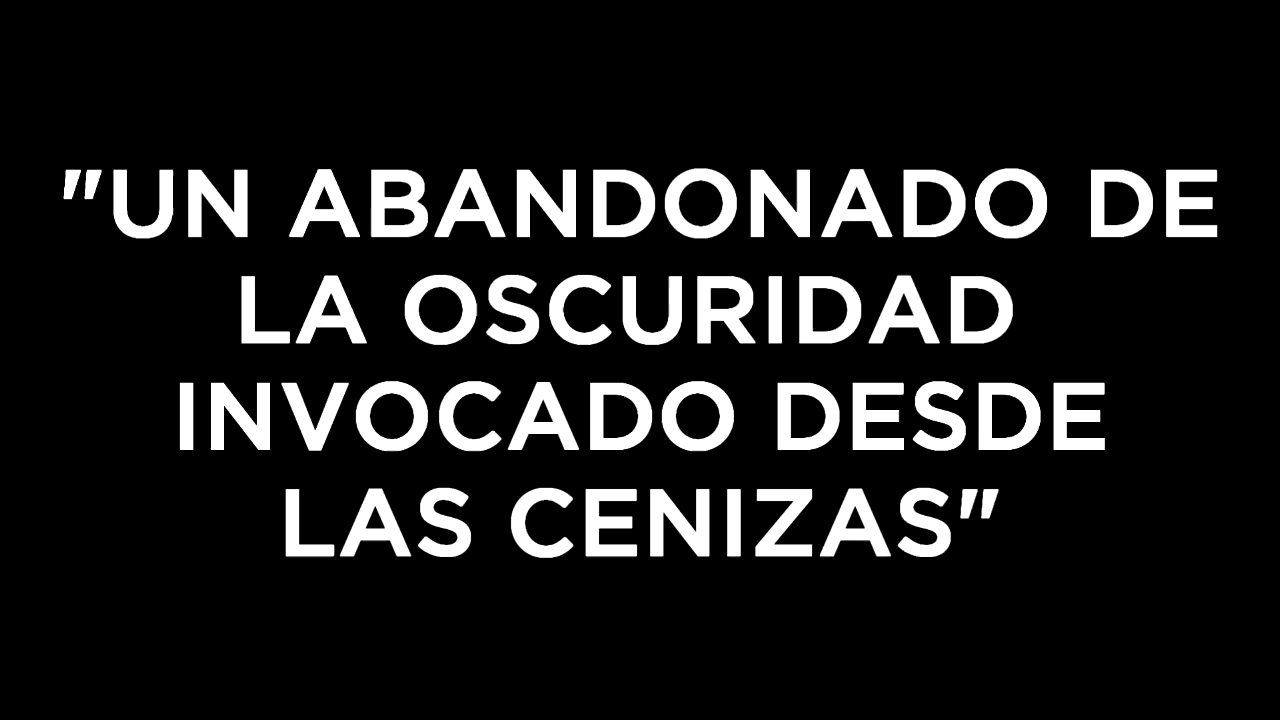 "UN ABANDONADO DE
LA OSCURIDAD
INVOCADO DESDE
LAS CENIZAS"